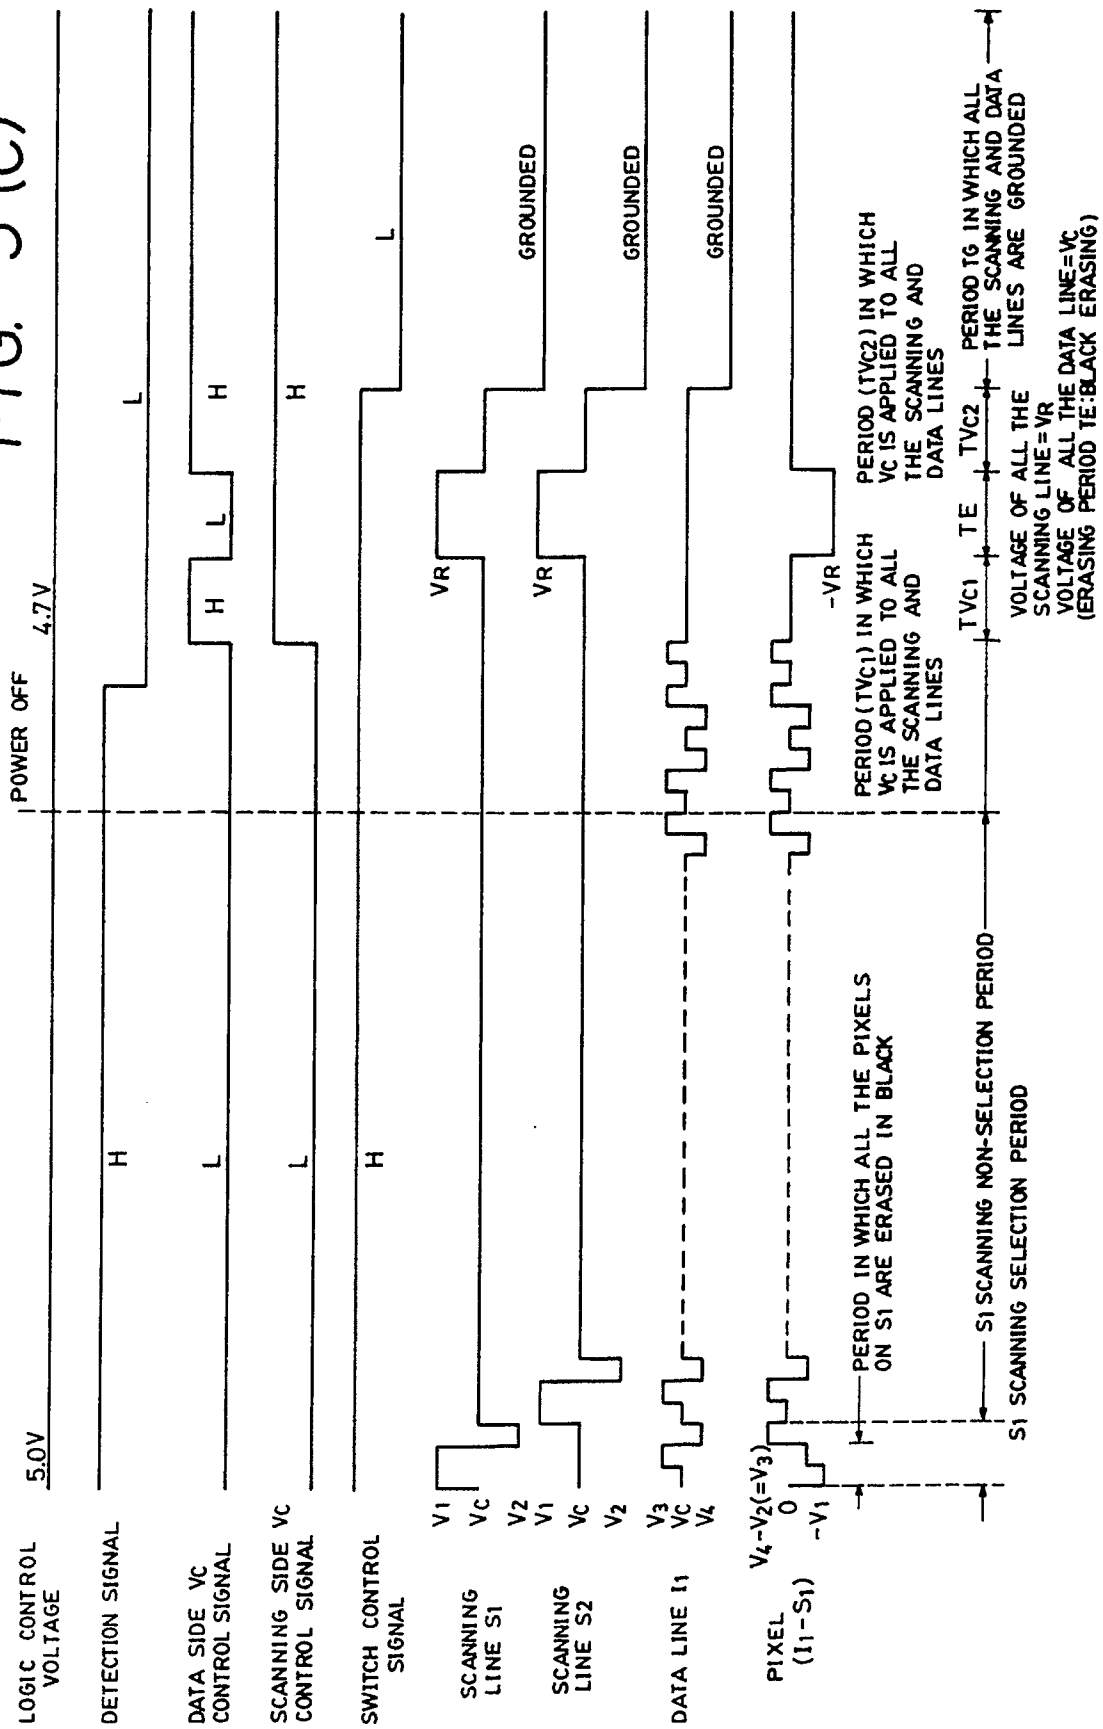 FIG. 5 (C)
POWER OFF
LOGIC CONTROL
VOLTAGE
5.0V
4.7V
DETECTION SIGNAL
H
L
DATA SIDE VC
CONTROL SIGNAL
L
H
L
H
SCANNING SIDE VC
CONTROL SIGNAL
L
H
SWITCH CONTROL
SIGNAL
H
L
SCANNING
LINE S1
V1
VC
V2
VR
GROUNDED
SCANNING
LINE S2
V1
VC
V2
VR
GROUNDED
DATA LINE I1
V3
VC
V4
GROUNDED
PIXEL
(I1-S1)
V4-V2(=V3)
0
-V1
-VR
PERIOD IN WHICH ALL THE PIXELS
ON S1 ARE ERASED IN BLACK
PERIOD (TVC1) IN WHICH
VC IS APPLIED TO ALL
THE SCANNING AND
DATA LINES
PERIOD (TVC2) IN WHICH
VC IS APPLIED TO ALL
THE SCANNING AND
DATA LINES
S1 SCANNING NON-SELECTION PERIOD
S1 SCANNING SELECTION PERIOD
TVC1
TE
TVC2
VOLTAGE OF ALL THE
SCANNING LINE=VR
VOLTAGE OF ALL THE DATA LINE=VC
(ERASING PERIOD TE:BLACK ERASING)
PERIOD TG IN WHICH ALL
THE SCANNING AND DATA
LINES ARE GROUNDED